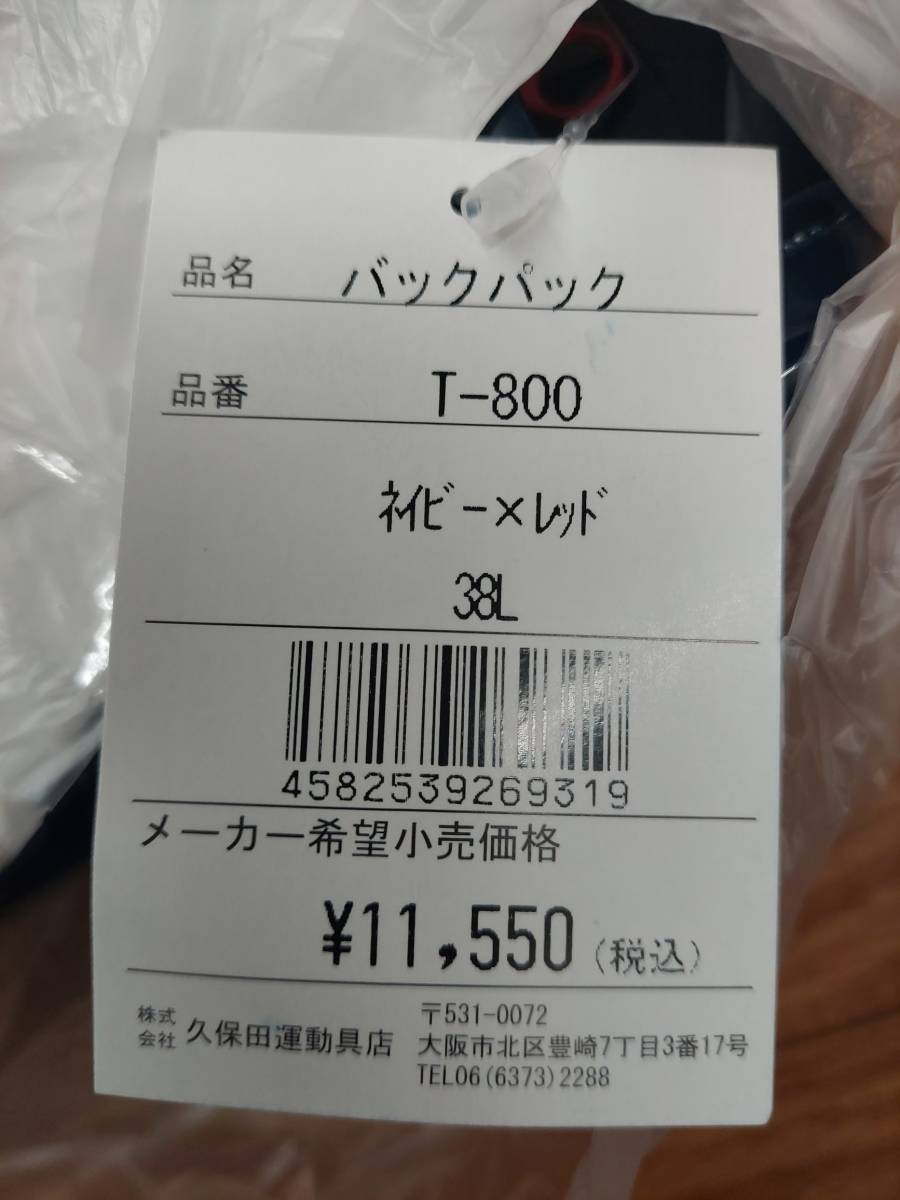 品名 バックパック
品番 T-800
ﾈｲﾋﾞｰ×ﾚｯﾄﾞ
38L
4582539269319
メーカー希望小売価格
¥11,550(税込)
株式会社 久保田運動具店
〒531-0072
大阪市北区豊崎7丁目3番17号
TEL06(6373)2288